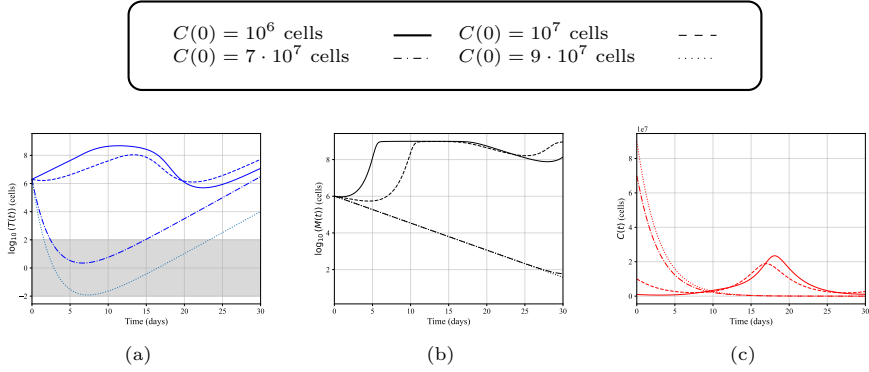 C(0) = 10^6 cells C(0) = 10^7 cells
C(0) = 7 · 10^7 cells C(0) = 9 · 10^7 cells
log10 (T(t)) (cells)
8
6
4
2
0
−2
0 5 10 15 20 25 30
Time (days)
(a)
log10 (M(t)) (cells)
8
6
4
2
0 5 10 15 20 25 30
Time (days)
(b)
1e7
C(t) (cells)
8
6
4
2
0
0 5 10 15 20 25 30
Time (days)
(c)